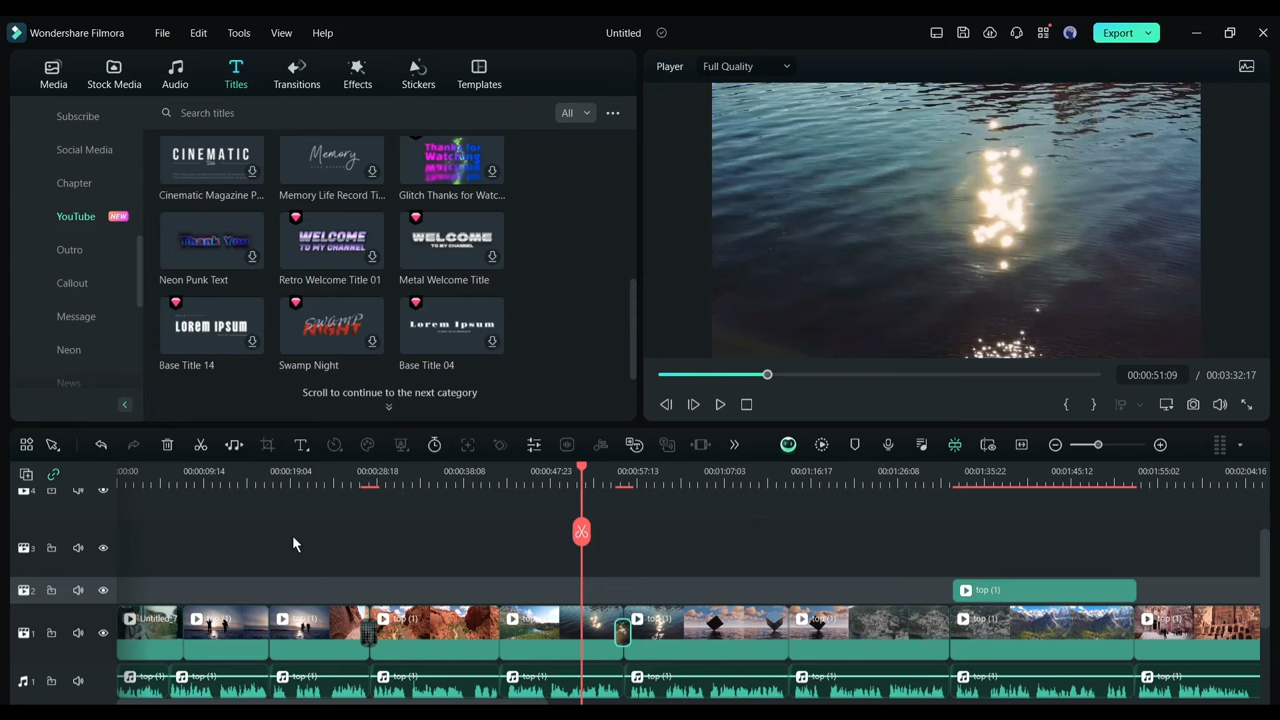 Wondershare Filmora
File
Edit
Tools
View
Help
Untitled
Export
Media
Stock Media
Audio
Titles
Transitions
Effects
Stickers
Templates
Player
Full Quality
Subscribe
Social Media
Chapter
YouTube NEW
Outro
Callout
Message
Neon
News
Search titles
All
CINEMATIC
Memory
Thanks for
Watching
Cinematic Magazine P...
Memory Life Record Ti...
Glitch Thanks for Watc...
Thank You
WELCOME
TO MY CHANNEL
WELCOME
TO MY CHANNEL
Neon Punk Text
Retro Welcome Title 01
Metal Welcome Title
LOREM IPSUM
SWAMP
NIGHT
Lorem Ipsum
Base Title 14
Swamp Night
Base Title 04
Scroll to continue to the next category
00:00:51:09 / 00:03:32:17
:00:00
00:00:09:14
00:00:19:04
00:00:28:18
00:00:38:08
00:00:47:23
00:00:57:13
00:01:07:03
00:01:16:17
00:01:26:08
00:01:35:22
00:01:45:12
00:01:55:02
00:02:04:16
4
3
2
top (1)
1
Untitled_7
top (1)
top (1)
top (1)
top (1)
top (1)
top (1)
top (1)
top (1)
1
top (1)
top (1)
top (1)
top (1)
top (1)
top (1)
top (1)
top (1)
top (1)